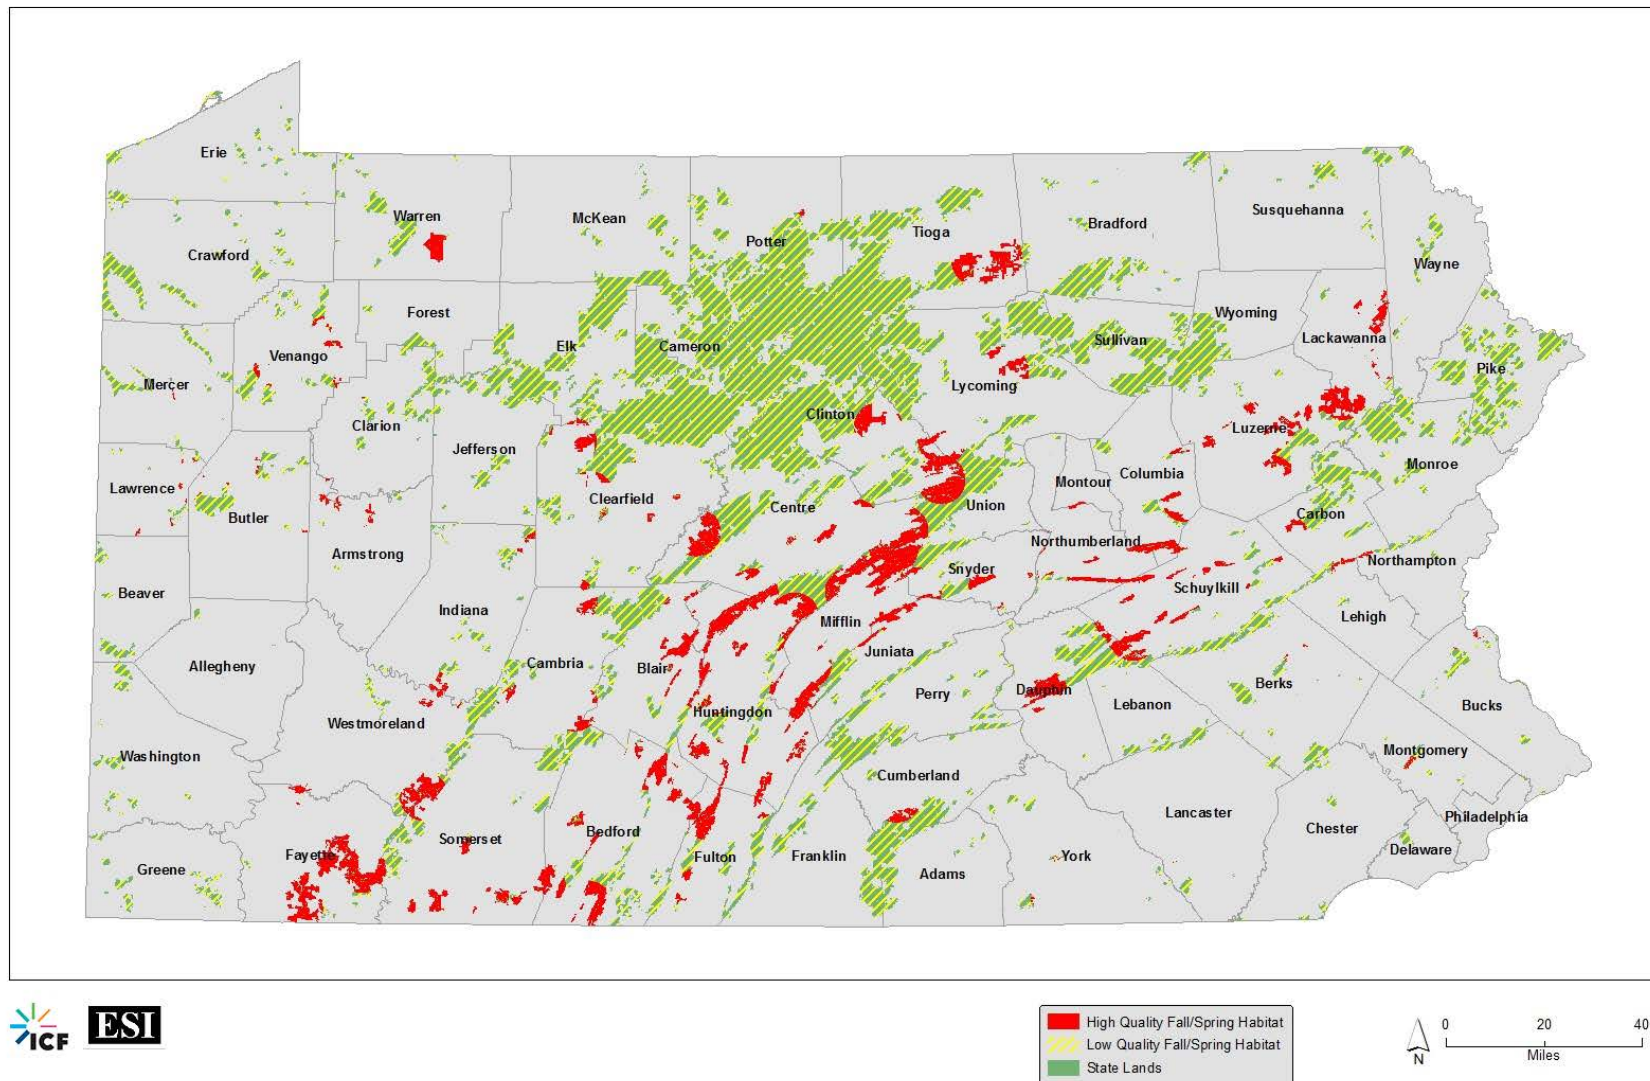 Erie
Warren
McKean
Potter
Tioga
Bradford
Susquehanna
Wayne
Crawford
Forest
Elk
Cameron
Sullivan
Wyoming
Lackawanna
Venango
Mercer
Lycoming
Pike
Clarion
Clinton
Luzerne
Jefferson
Monroe
Lawrence
Butler
Clearfield
Centre
Union
Montour
Columbia
Carbon
Armstrong
Northumberland
Northampton
Snyder
Schuylkill
Beaver
Indiana
Mifflin
Lehigh
Allegheny
Cambria
Blair
Juniata
Perry
Dauphin
Lebanon
Berks
Bucks
Westmoreland
Huntingdon
Washington
Cumberland
Montgomery
Lancaster
Philadelphia
Fayette
Somerset
Bedford
Fulton
Franklin
Adams
York
Chester
Delaware
Greene
ICF
ESI
High Quality Fall/Spring Habitat
Low Quality Fall/Spring Habitat
State Lands
N
0 20 40
Miles